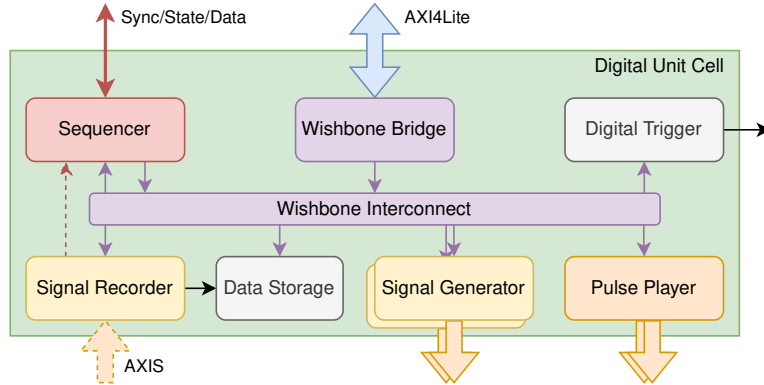 Sync/State/Data
AXI4Lite
Digital Unit Cell
Sequencer
Wishbone Bridge
Digital Trigger
Wishbone Interconnect
Signal Recorder
Data Storage
Signal Generator
Pulse Player
AXIS